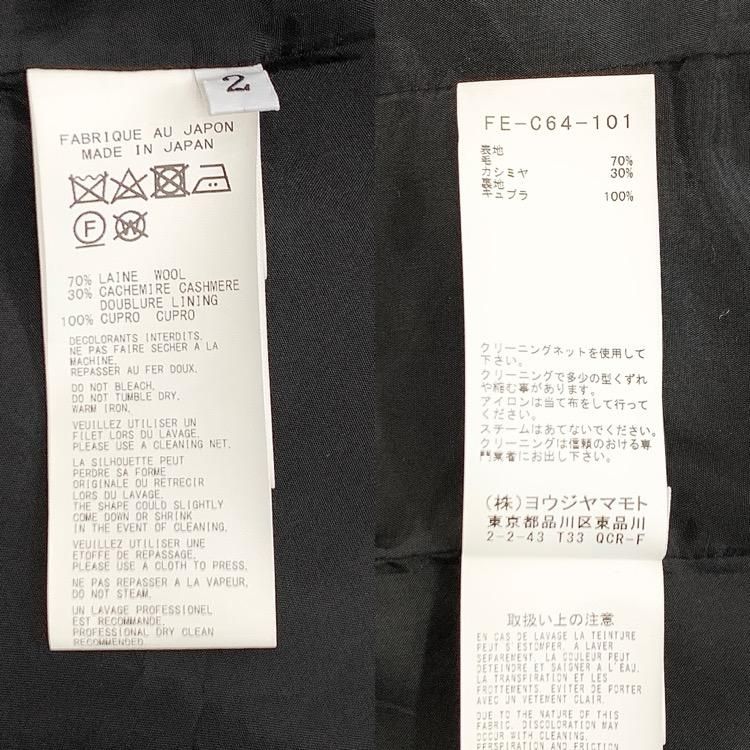 2
FABRIQUE AU JAPON
MADE IN JAPAN
F W
70% LAINE WOOL
30% CACHEMIRE CASHMERE
DOUBLURE LINING
100% CUPRO CUPRO
DECOLORANTS INTERDITS.
NE PAS FAIRE SECHER A LA
MACHINE.
REPASSER AU FER DOUX.
DO NOT BLEACH.
DO NOT TUMBLE DRY.
WARM IRON.
VEUILLEZ UTILISER UN
FILET LORS DU LAVAGE.
PLEASE USE A CLEANING NET.
LA SILHOUETTE PEUT
PERDRE SA FORME
ORIGINALE OU RETRECIR
LORS DU LAVAGE.
THE SHAPE COULD SLIGHTLY
COME DOWN OR SHRINK
IN THE EVENT OF CLEANING.
VEUILLEZ UTILISER UNE
ETOFFE DE REPASSAGE.
PLEASE USE A CLOTH TO PRESS.
NE PAS REPASSER A LA VAPEUR.
DO NOT STEAM.
UN LAVAGE PROFESSIONEL
EST RECOMMANDE.
PROFESSIONAL DRY CLEAN
RECOMMENDED.
FE-C64-101
表地
毛 70%
カシミヤ 30%
裏地
キュプラ 100%
クリーニングネットを使用して
下さい。
クリーニングで多少の型くずれ
や縮む事があります。
アイロンは当て布をして行って
ください。
スチームはあてないでください。
クリーニングは信頼のおける専
門業者にお出し下さい。
(株)ヨウジヤマモト
東京都品川区東品川
2-2-43 T33 QCR-F
取扱い上の注意
EN CAS DE LAVAGE LA TEINTURE
PEUT S'ESTOMPER. A LAVER
SEPAREMENT. LA COULEUR PEUT
DETEINDRE ET SAIGNER A L'EAU.
LA TRANSPIRATION ET LES
FROTTEMENTS. EVITER DE PORTER
AVEC UN VETEMENT CLAIR.
DUE TO THE NATURE OF THIS
FABRIC, DISCOLORATION MAY
OCCUR WITH CLEANING,
PERSPIRATION AND FRICTION